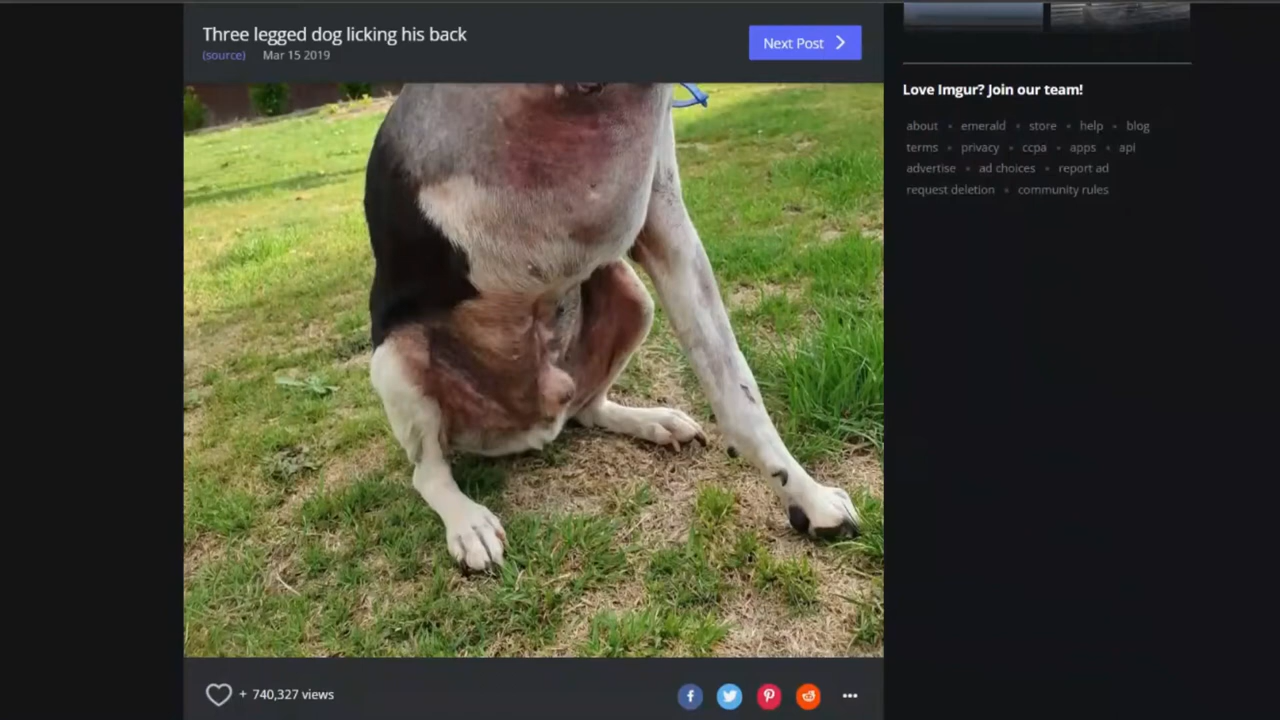 Three legged dog licking his back
(source) Mar 15 2019
Next Post
Love Imgur? Join our team!
about • emerald • store • help • blog
terms • privacy • ccpa • apps • api
advertise • ad choices • report ad
request deletion • community rules
+ 740,327 views